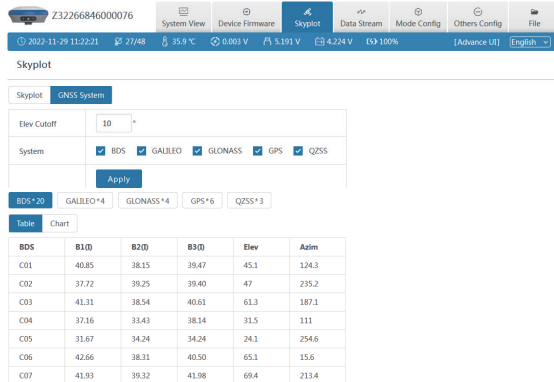 Z32266846000076
System View
Device Firmware
Skyplot
Data Stream
Mode Config
Others Config
File
2022-11-29 11:22:21 27/48 35.9 ℃ 0.003 V 5.191 V 4.224 V 100% [Advance UI] English
Skyplot
Skyplot GNSS System
Elev Cutoff 10 °
System BDS GALILEO GLONASS GPS QZSS
Apply
BDS*20 GALILEO*4 GLONASS*4 GPS*6 QZSS*3
Table Chart
BDS B1(I) B2(I) B3(I) Elev Azim
C01 40.85 38.15 39.47 45.1 124.3
C02 37.72 39.25 39.40 47 235.2
C03 41.31 38.54 40.61 61.3 187.1
C04 37.16 33.43 38.14 31.5 111
C05 31.67 34.24 34.24 24.1 254.6
C06 42.66 38.31 40.50 65.1 15.6
C07 41.93 39.32 41.98 69.4 213.4